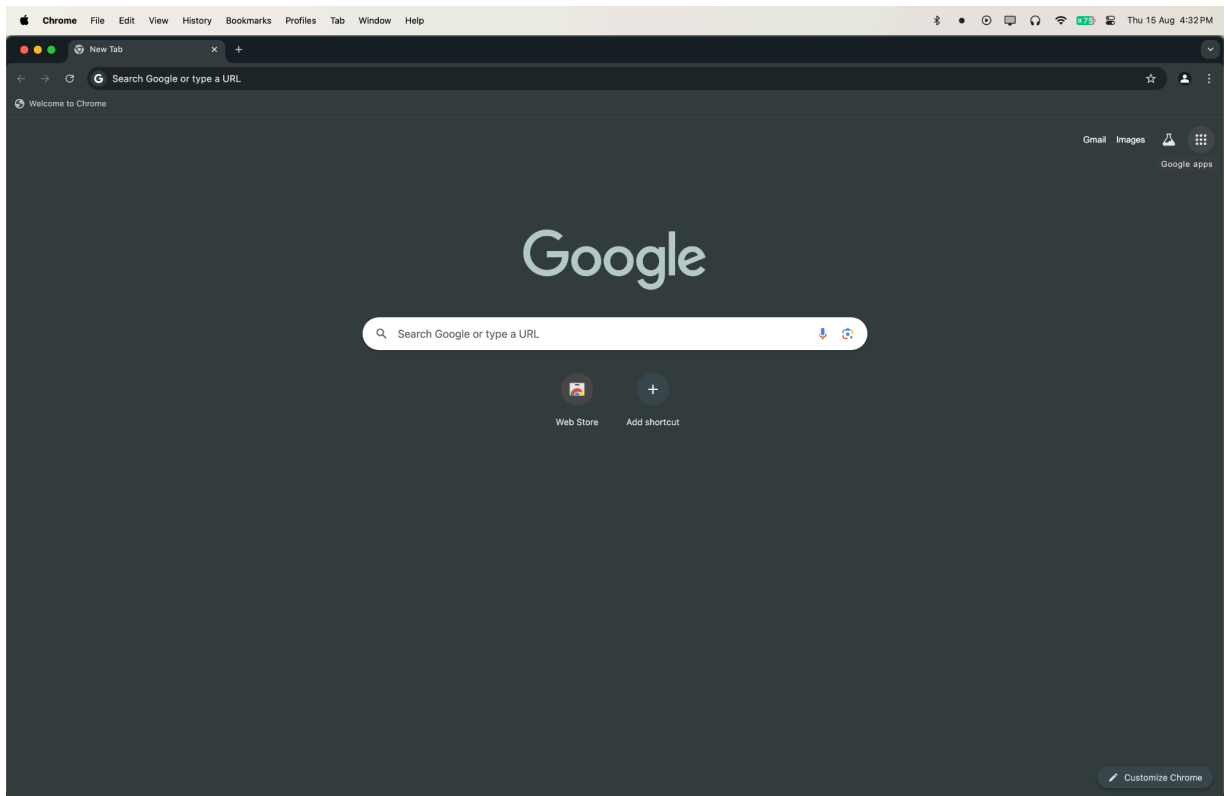 Chrome File Edit View History Bookmarks Profiles Tab Window Help 75 Thu 15 Aug 4:32 PM
New Tab
G Search Google or type a URL
Welcome to Chrome
Gmail Images
Google apps
Google
Search Google or type a URL
Web Store Add shortcut
Customize Chrome